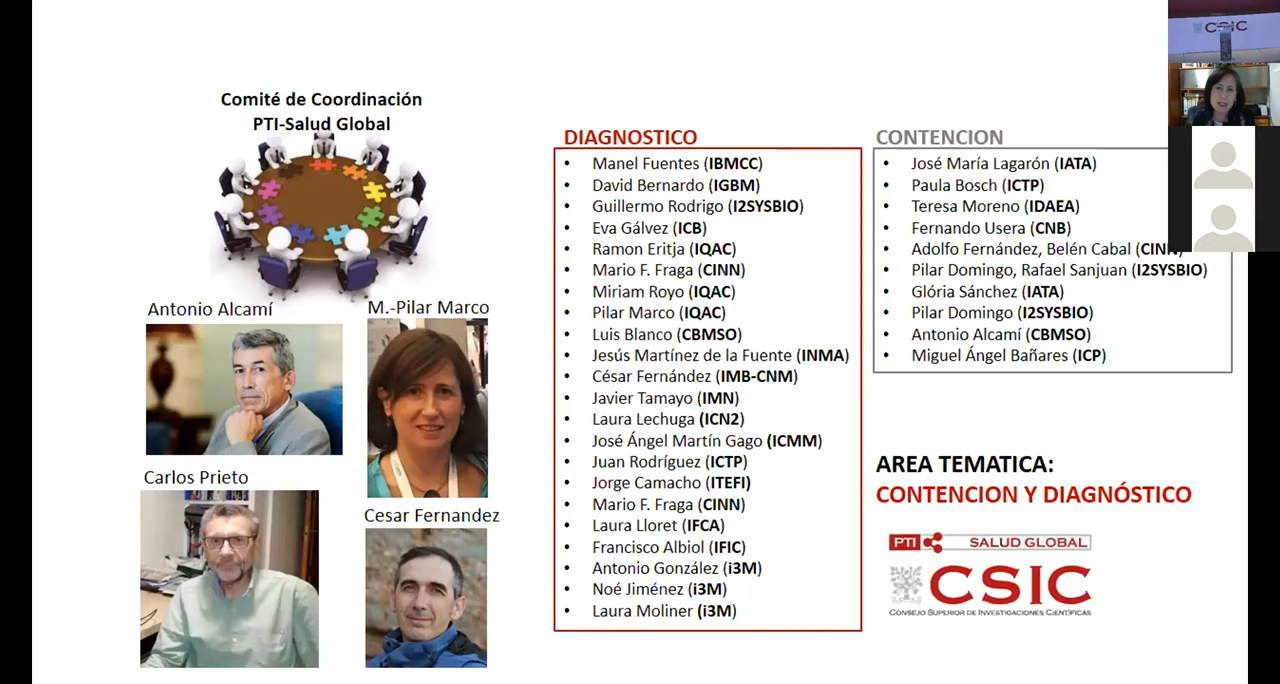 CSIC
Comité de Coordinación
PTI-Salud Global
Antonio Alcamí
M.-Pilar Marco
Carlos Prieto
Cesar Fernandez
DIAGNOSTICO
• Manel Fuentes (IBMCC)
• David Bernardo (IGBM)
• Guillermo Rodrigo (I2SYSBIO)
• Eva Gálvez (ICB)
• Ramon Eritja (IQAC)
• Mario F. Fraga (CINN)
• Miriam Royo (IQAC)
• Pilar Marco (IQAC)
• Luis Blanco (CBMSO)
• Jesús Martínez de la Fuente (INMA)
• César Fernández (IMB-CNM)
• Javier Tamayo (IMN)
• Laura Lechuga (ICN2)
• José Ángel Martín Gago (ICMM)
• Juan Rodríguez (ICTP)
• Jorge Camacho (ITEFI)
• Mario F. Fraga (CINN)
• Laura Lloret (IFCA)
• Francisco Albiol (IFIC)
• Antonio González (i3M)
• Noé Jiménez (i3M)
• Laura Moliner (i3M)
CONTENCION
• José María Lagarón (IATA)
• Paula Bosch (ICTP)
• Teresa Moreno (IDAEA)
• Fernando Usera (CNB)
• Adolfo Fernández, Belén Cabal (CINN
• Pilar Domingo, Rafael Sanjuan (I2SYSBIO)
• Glória Sánchez (IATA)
• Pilar Domingo (I2SYSBIO)
• Antonio Alcamí (CBMSO)
• Miguel Ángel Bañares (ICP)
AREA TEMATICA:
CONTENCION Y DIAGNÓSTICO
PTI SALUD GLOBAL
CSIC
CONSEJO SUPERIOR DE INVESTIGACIONES CIENTÍFICAS